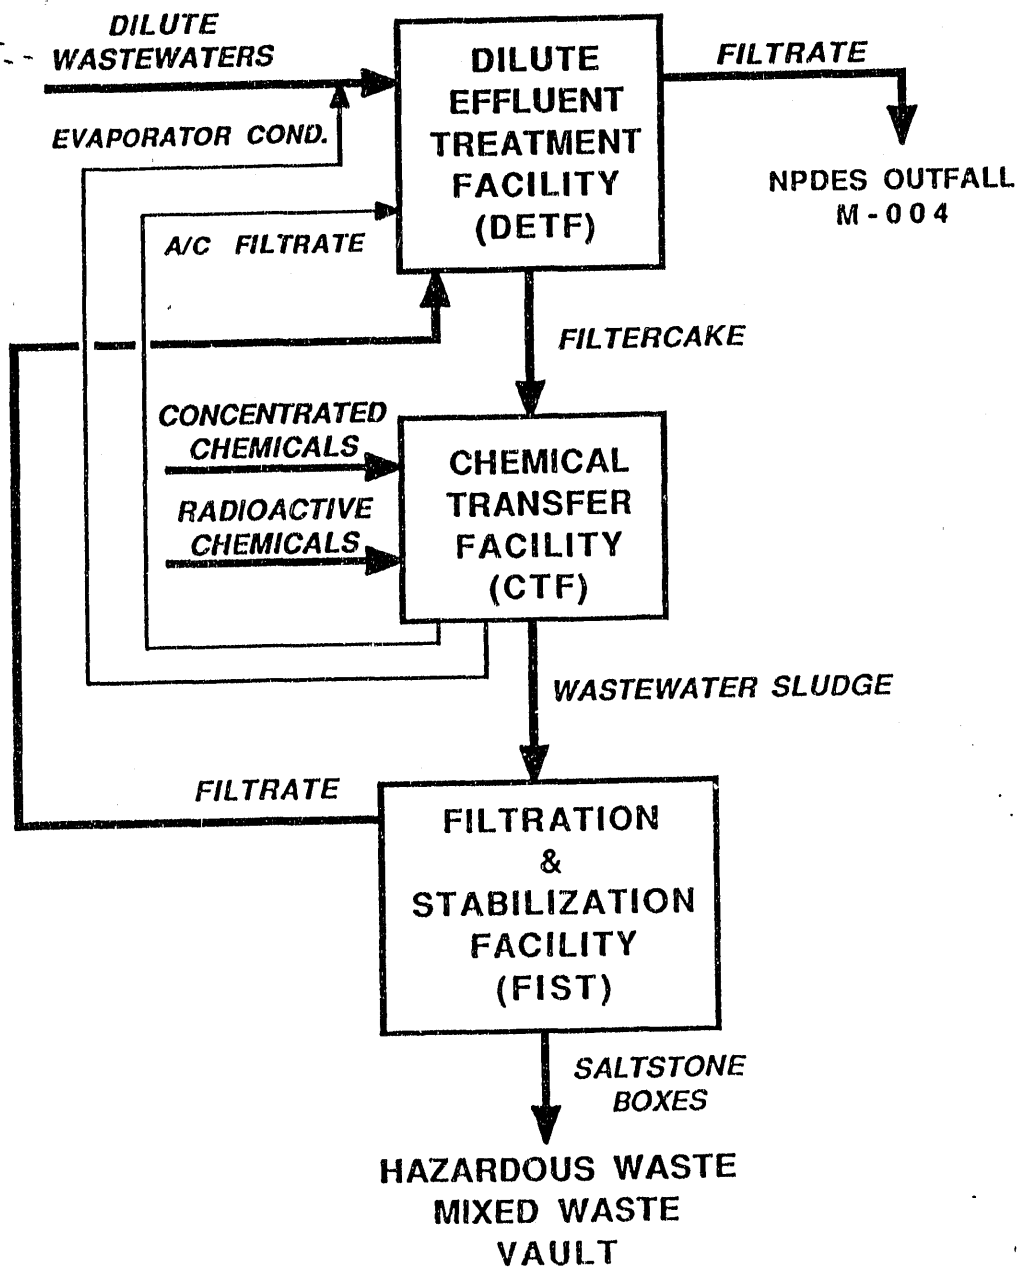 DILUTE
WASTEWATERS
EVAPORATOR COND.
A/C FILTRATE
DILUTE
EFFLUENT
TREATMENT
FACILITY
(DETF)
FILTRATE
NPDES OUTFALL
M-004
FILTERCAKE
CONCENTRATED
CHEMICALS
RADIOACTIVE
CHEMICALS
CHEMICAL
TRANSFER
FACILITY
(CTF)
WASTEWATER SLUDGE
FILTRATE
FILTRATION
&
STABILIZATION
FACILITY
(FIST)
SALTSTONE
BOXES
HAZARDOUS WASTE
MIXED WASTE
VAULT